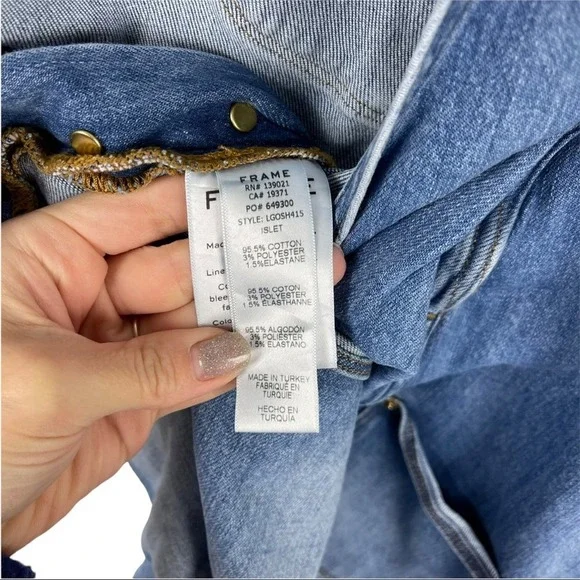 FRAME
RN# 139021
CA# 19371
PO# 649300
STYLE: LGOSH415
ISLET
95.5% COTTON
3% POLYESTER
1.5%ELASTANE
95.5% COTON
3% POLYESTER
1.5% ÉLASTHANNE
95.5% ALGODÓN
3% POLIÉSTER
1.5% ELASTANO
MADE IN TURKEY
FABRIQUÉ EN
TURQUIE
HECHO EN
TURQUÍA